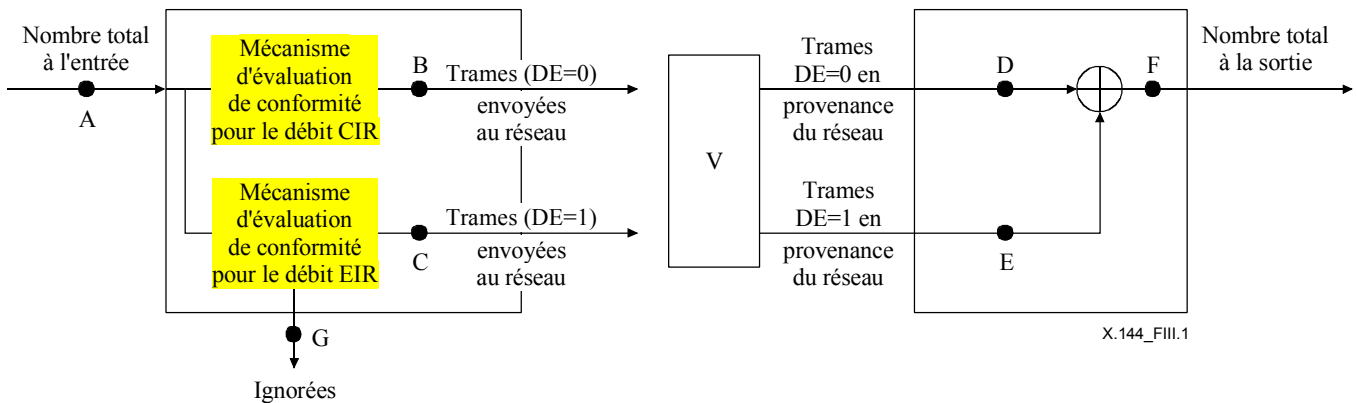 Nombre total
à l'entrée
A
Mécanisme
d'évaluation
de conformité
pour le débit CIR
B
Trames (DE=0)
envoyées
au réseau
Mécanisme
d'évaluation
de conformité
pour le débit EIR
C
Trames (DE=1)
envoyées
au réseau
G
Ignorées
V
Trames
DE=0 en
provenance
du réseau
Trames
DE=1 en
provenance
du réseau
D
F
E
Nombre total
à la sortie
X.144_FIII.1